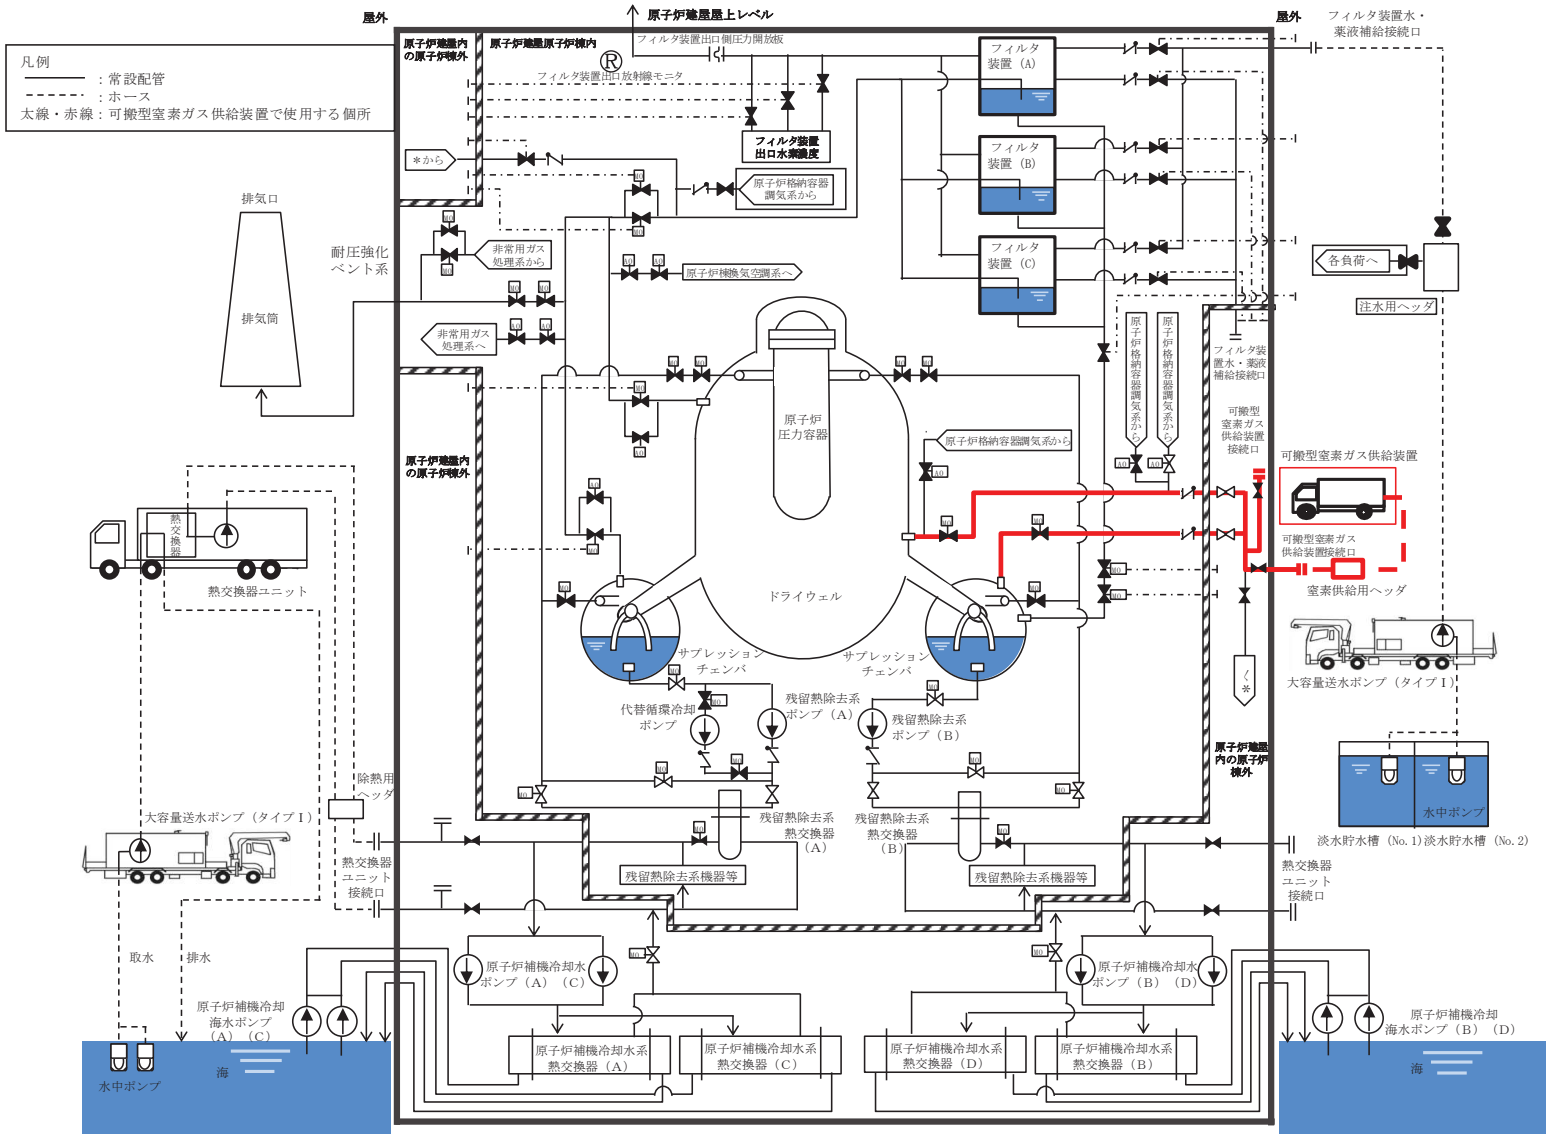 屋外
原子炉建屋屋上レベル
屋外
フィルタ装置水・
薬液補給接続口
凡例
：常設配管
：ホース
太線・赤線：可搬型窒素ガス供給装置で使用する個所
原子炉建屋内
の原子炉棟外
原子炉建屋原子炉棟内
フィルタ装置出口側圧力開放板
R
フィルタ装置出口放射線モニタ
フィルタ装置
出口水素濃度
フィルタ
装置（A）
フィルタ
装置（B）
フィルタ
装置（C）
＊から
原子炉格納容器
調気系から
排気口
排気筒
耐圧強化
ベント系
非常用ガス
処理系から
原子炉棟換気空調系へ
非常用ガス
処理系へ
各負荷へ
注水用ヘッダ
原子炉格納容器調気系から
原子炉格納容器調気系から
フィルタ装
置水・薬液
補給接続口
可搬型
窒素ガス
供給装置
接続口
原子炉
圧力容器
原子炉格納容器調気系から
可搬型窒素ガス供給装置
可搬型窒素ガス
供給装置接続口
窒素供給用ヘッダ
原子炉建屋内
の原子炉棟外
熱交換器
熱交換器ユニット
ドライウェル
サプレッション
チェンバ
サプレッション
チェンバ
大容量送水ポンプ（タイプⅠ）
＊へ
代替循環冷却
ポンプ
残留熱除去系
ポンプ（A）
残留熱除去系
ポンプ（B）
原子炉建屋
内の原子炉
棟外
水中ポンプ
淡水貯水槽（No.1）
淡水貯水槽（No.2）
除熱用
ヘッダ
大容量送水ポンプ（タイプⅠ）
残留熱除去系
熱交換器
（A）
残留熱除去系
熱交換器
（B）
熱交換器
ユニット
接続口
残留熱除去系機器等
残留熱除去系機器等
熱交換器
ユニット
接続口
取水
排水
原子炉補機冷却水
ポンプ（A）（C）
原子炉補機冷却水
ポンプ（B）（D）
原子炉補機冷却
海水ポンプ
（A）（C）
原子炉補機冷却
海水ポンプ（B）（D）
原子炉補機冷却水系
熱交換器（A）
原子炉補機冷却水系
熱交換器（C）
原子炉補機冷却水系
熱交換器（D）
原子炉補機冷却水系
熱交換器（B）
水中ポンプ
海
海